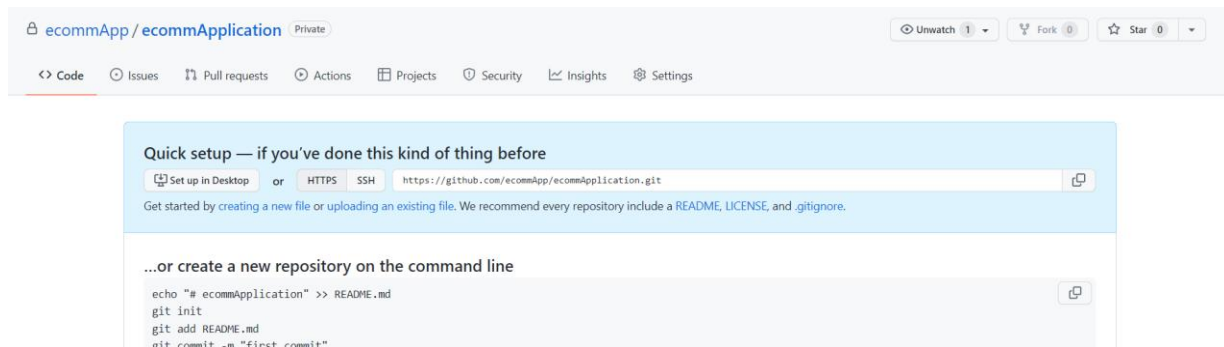 ecommApp / ecommApplication Private Unwatch 1 Fork 0 Star 0
Code Issues Pull requests Actions Projects Security Insights Settings
Quick setup — if you've done this kind of thing before
Set up in Desktop or HTTPS SSH https://github.com/ecommApp/ecommApplication.git
Get started by creating a new file or uploading an existing file. We recommend every repository include a README, LICENSE, and .gitignore.
...or create a new repository on the command line
echo "# ecommApplication" >> README.md
git init
git add README.md
git commit -m "first commit"